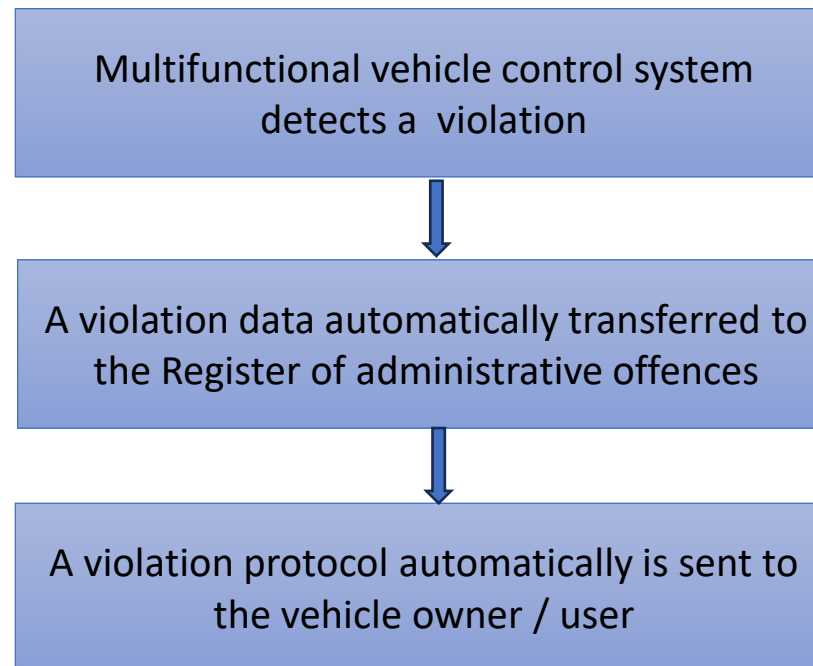 Multifunctional vehicle control system
detects a violation
A violation data automatically transferred to
the Register of administrative offences
A violation protocol automatically is sent to
the vehicle owner / user